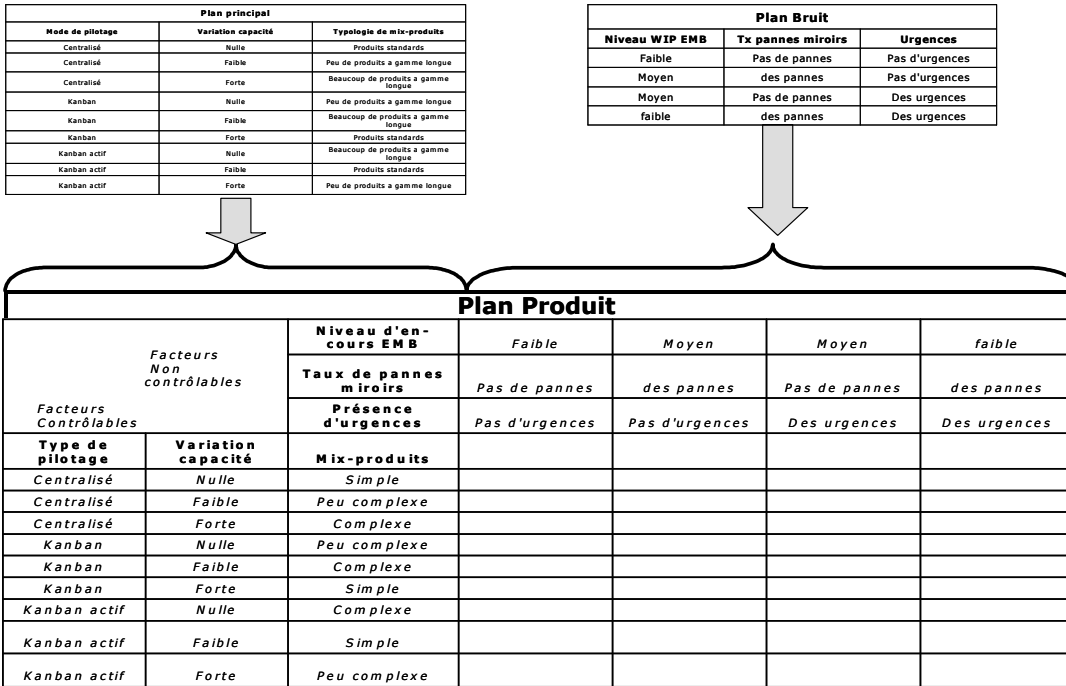 Plan principal
Mode de pilotage Variation capacité Typologie de mix-produits
Centralisé Nulle Produits standards
Centralisé Faible Peu de produits a gamme longue
Centralisé Forte Beaucoup de produits a gamme
longue
Kanban Nulle Peu de produits a gamme longue
Kanban Faible Beaucoup de produits a gamme
longue
Kanban Forte Produits standards
Kanban actif Nulle Beaucoup de produits a gamme
longue
Kanban actif Faible Produits standards
Kanban actif Forte Peu de produits a gamme longue
Plan Bruit
Niveau WIP EMB Tx pannes miroirs Urgences
Faible Pas de pannes Pas d'urgences
Moyen des pannes Pas d'urgences
Moyen Pas de pannes Des urgences
faible des pannes Des urgences
Plan Produit
Facteurs
Non
contrôlables
Facteurs
Contrôlables
Niveau d'en-
cours EMB Faible Moyen Moyen faible
Taux de pannes
miroirs Pas de pannes des pannes Pas de pannes des pannes
Présence
d'urgences Pas d'urgences Pas d'urgences Des urgences Des urgences
Type de
pilotage
Variation
capacité
Mix-produits
Centralisé Nulle Simple
Centralisé Faible Peu complexe
Centralisé Forte Complexe
Kanban Nulle Peu complexe
Kanban Faible Complexe
Kanban Forte Simple
Kanban actif Nulle Complexe
Kanban actif Faible Simple
Kanban actif Forte Peu complexe